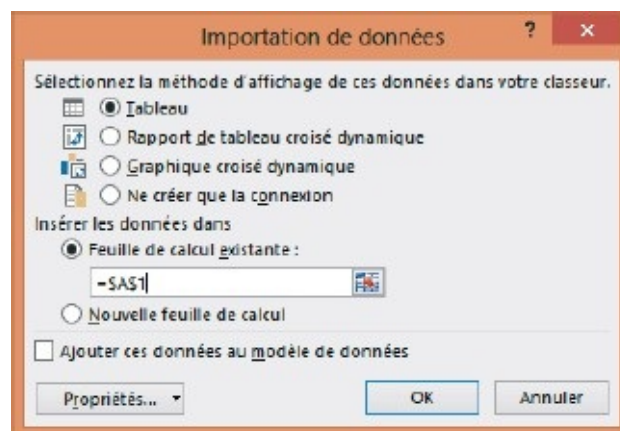 Importation de données ? ×
Sélectionnez la méthode d'affichage de ces données dans votre classeur.
Tableau
Rapport de tableau croisé dynamique
Graphique croisé dynamique
Ne créer que la connexion
Insérer les données dans
Feuille de calcul existante :
=$A$1
Nouvelle feuille de calcul
Ajouter ces données au modèle de données
Propriétés... OK Annuler